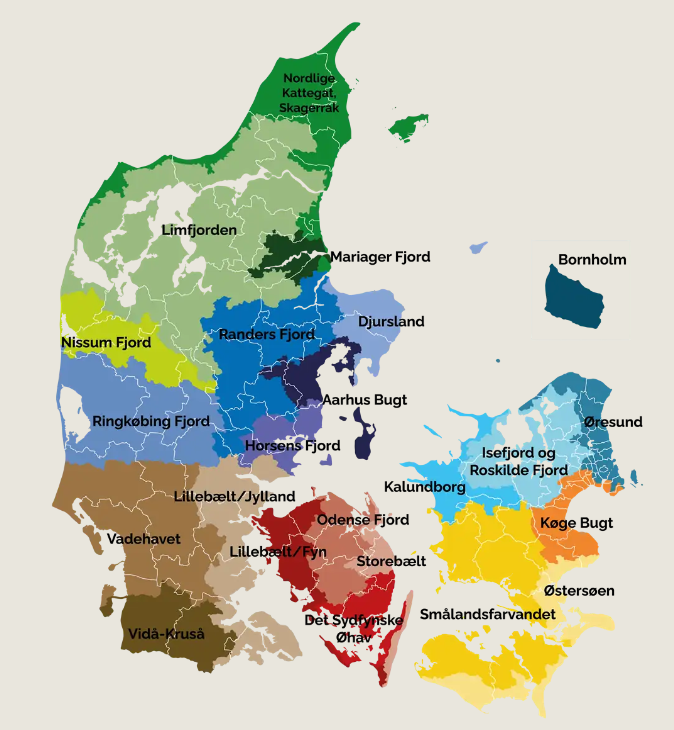 Nordlige
Kattegat,
Skagerrak
Limfjorden
Mariager Fjord
Bornholm
Nissum Fjord
Randers Fjord
Djursland
Aarhus Bugt
Ringkøbing Fjord
Øresund
Horsens Fjord
Isefjord og
Roskilde Fjord
Kalundborg
Lillebælt/Jylland
Odense Fjord
Køge Bugt
Vadehavet
Lillebælt/Fyn
Storebælt
Østersøen
Smålandsfarvandet
Det Sydfynske
Øhav
Vidå-Kruså